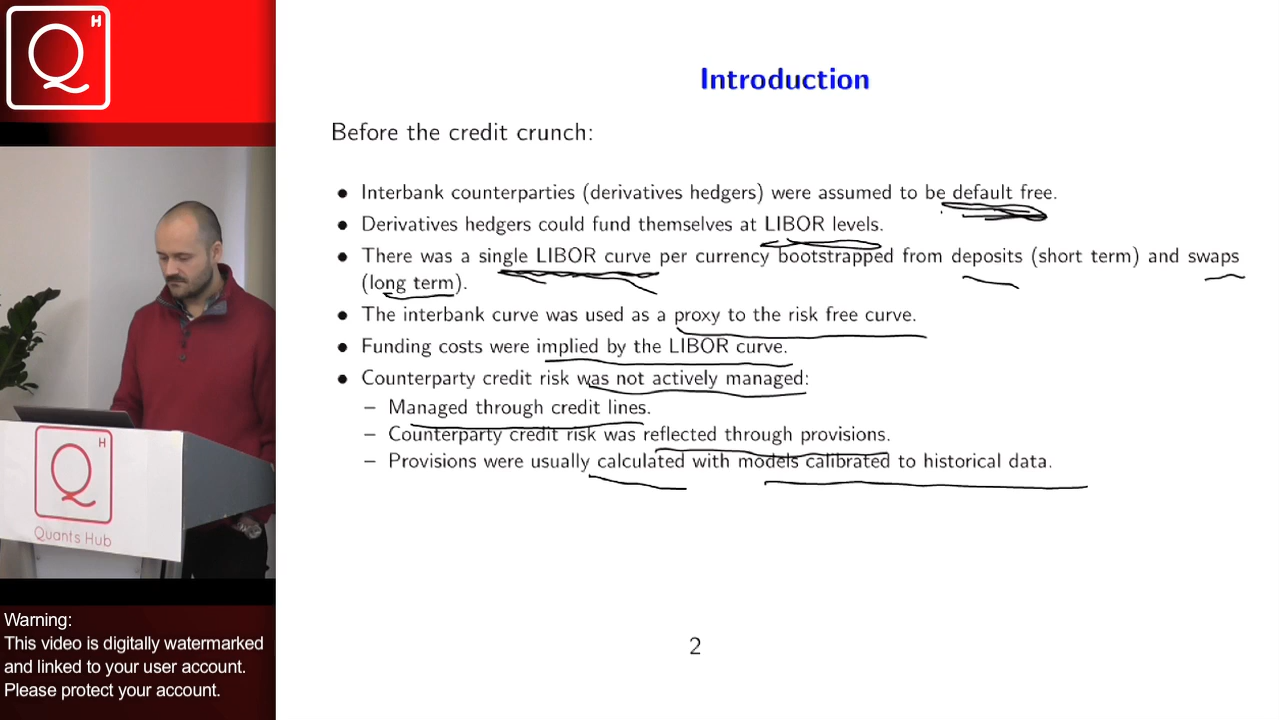 Q H
Introduction
Before the credit crunch:
● Interbank counterparties (derivatives hedgers) were assumed to be default free.
● Derivatives hedgers could fund themselves at LIBOR levels.
● There was a single LIBOR curve per currency bootstrapped from deposits (short term) and swaps
(long term).
● The interbank curve was used as a proxy to the risk free curve.
● Funding costs were implied by the LIBOR curve.
● Counterparty credit risk was not actively managed:
– Managed through credit lines.
– Counterparty credit risk was reflected through provisions.
– Provisions were usually calculated with models calibrated to historical data.
2
Q H
Quants Hub
Warning:
This video is digitally watermarked
and linked to your user account.
Please protect your account.